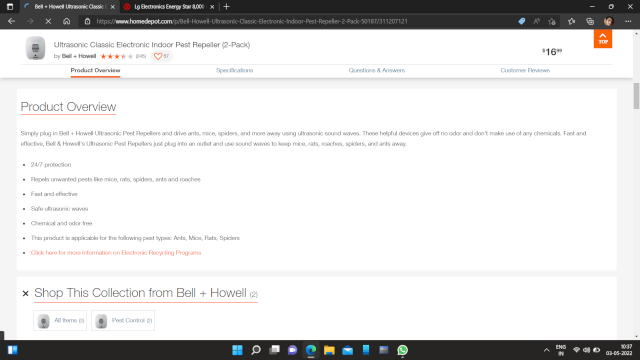 Bell + Howell Ultrasonic Classic E
Lg Electronics Energy Star 8,000
https://www.homedepot.com/p/Bell-Howell-Ultrasonic-Classic-Electronic-Indoor-Pest-Repeller-2-Pack-50167/311207121
Ultrasonic Classic Electronic Indoor Pest Repeller (2-Pack)
by Bell + Howell
57
$16⁹⁹
TOP
Product Overview
Specifications
Questions & Answers
Customer Reviews
Product Overview
Simply plug in Bell + Howell Ultrasonic Pest Repellers and drive ants, mice, spiders, and more away using ultrasonic sound waves. These helpful devices give off no odor and don't make use of any chemicals. Fast and
effective, Bell & Howell's Ultrasonic Pest Repellers just plug into an outlet and use sound waves to keep mice, rats, roaches, spiders, and ants away.
24/7 protection
Repels unwanted pests like mice, rats, spiders, ants and roaches
Fast and effective
Safe ultrasonic waves
Chemical and odor free
This product is applicable for the following pest types: Ants, Mice, Rats, Spiders
Click here for more information on Electronic Recycling Programs
Shop This Collection from Bell + Howell (2)
All Items (2)
Pest Control (2)
ENG
IN
10:37
03-05-2022